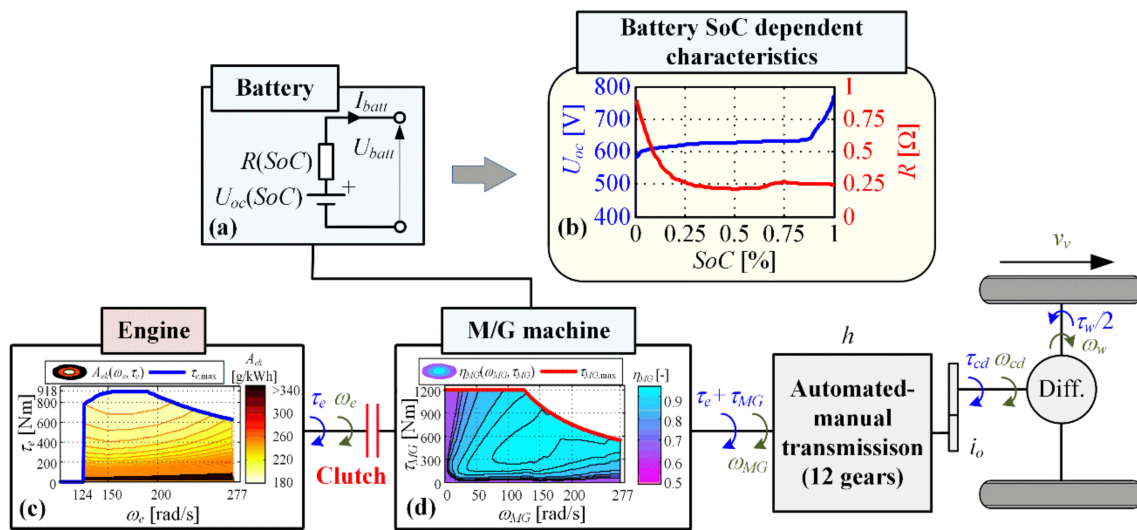 Battery SoC dependent
characteristics
Battery
I_batt
R(SoC)
U_batt
U_oc(SoC)
+
(a)
800
700
600
500
400
U_oc [V]
1
0.75
0.5
0.25
0
R [Ω]
(b)
0 0.25 0.5 0.75 1
SoC [%]
v_v
Engine
A_ek(ω_e, τ_e) τ_e,max
A_ek
[g/kWh]
>340
300
260
220
180
918
800
600
400
200
0
τ_e [Nm]
124 150 190 277
(c)
ω_e [rad/s]
τ_e ω_e
Clutch
M/G machine
η_MG(ω_MG, τ_MG) τ_MG,max
η_MG [-]
0.9
0.8
0.7
0.6
0.5
1200
900
600
300
0
τ_MG [Nm]
0 50 100 150 200 277
(d)
ω_MG [rad/s]
τ_e + τ_MG
ω_MG
h
Automated-
manual
transmissison
(12 gears)
i_o
τ_cd ω_cd
τ_w/2
ω_w
Diff.